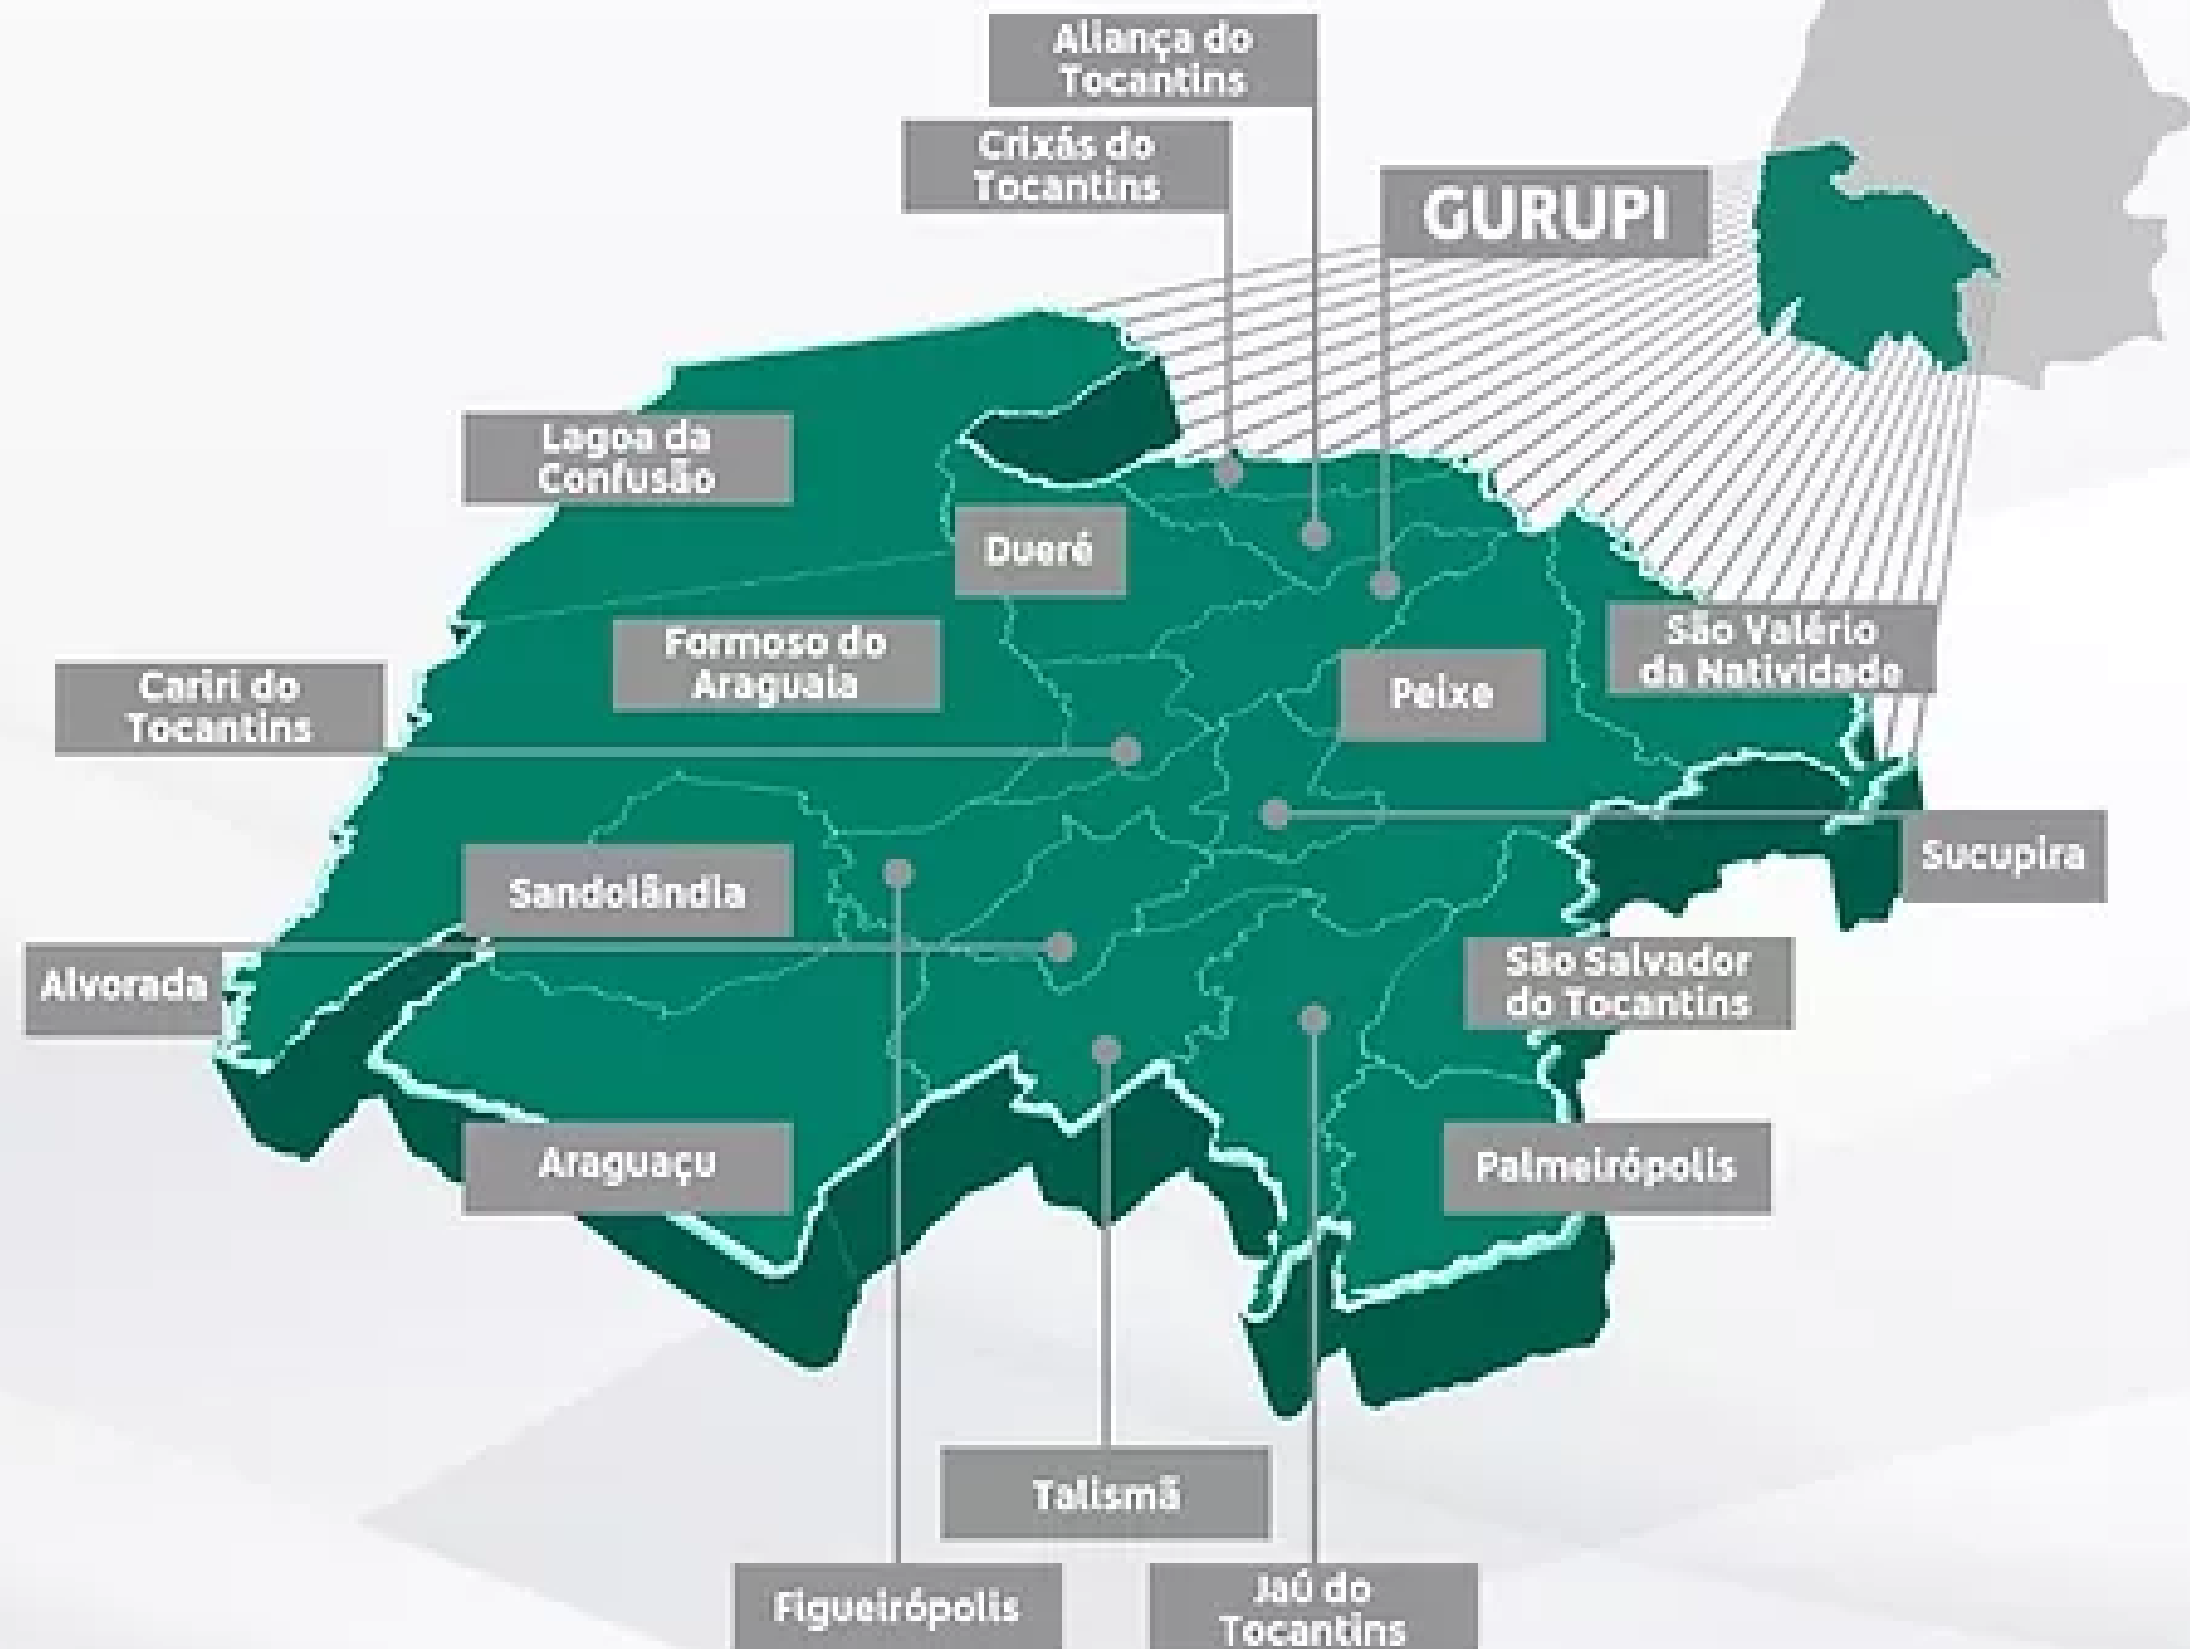 Aliança do
Tocantins
Crixás do
Tocantins
GURUPI
Lagoa da
Confusão
Dueré
Formoso do
Araguaia
São Valério
da Natividade
Cariri do
Tocantins
Peixe
Sucupira
Sandolândia
Alvorada
São Salvador
do Tocantins
Araguaçu
Palmeirópolis
Talismã
Figueirópolis
Jaú do
Tocantins